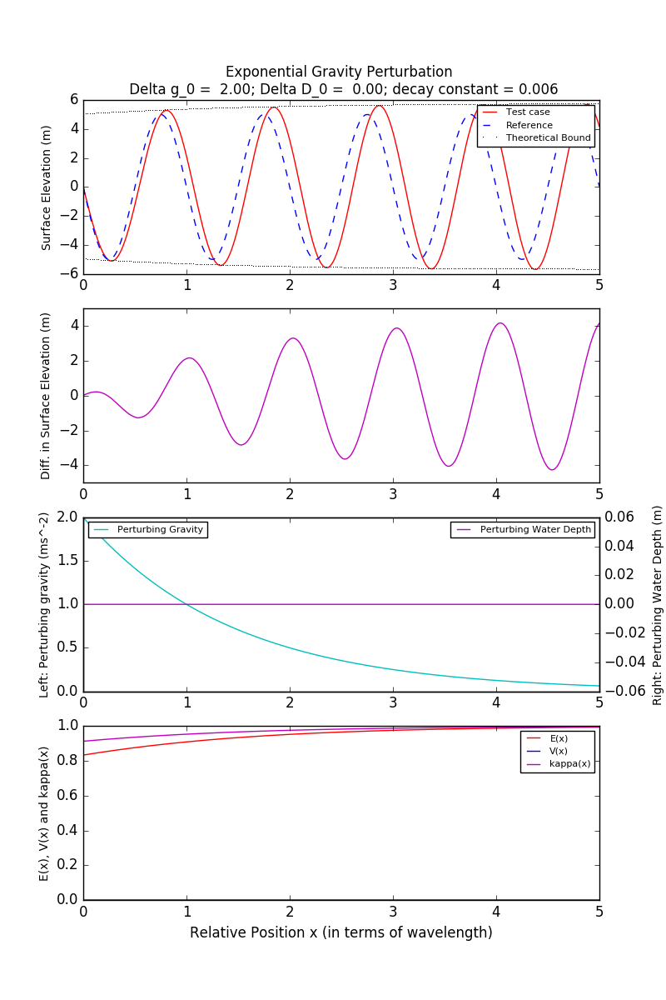 Exponential Gravity Perturbation
Delta g_0 =  2.00; Delta D_0 =  0.00; decay constant = 0.006
Surface Elevation (m)
6
4
2
0
−2
−4
−6
Test case
Reference
Theoretical Bound
0 1 2 3 4 5
Diff. in Surface Elevation (m)
4
2
0
−2
−4
0 1 2 3 4 5
Left: Perturbing gravity (ms^-2)
2.0
1.5
1.0
0.5
0.0
Perturbing Gravity
Perturbing Water Depth
0.06
0.04
0.02
0.00
−0.02
−0.04
−0.06
Right: Perturbing Water Depth (m)
0 1 2 3 4 5
E(x), V(x) and kappa(x)
1.0
0.8
0.6
0.4
0.2
0.0
E(x)
V(x)
kappa(x)
0 1 2 3 4 5
Relative Position x (in terms of wavelength)